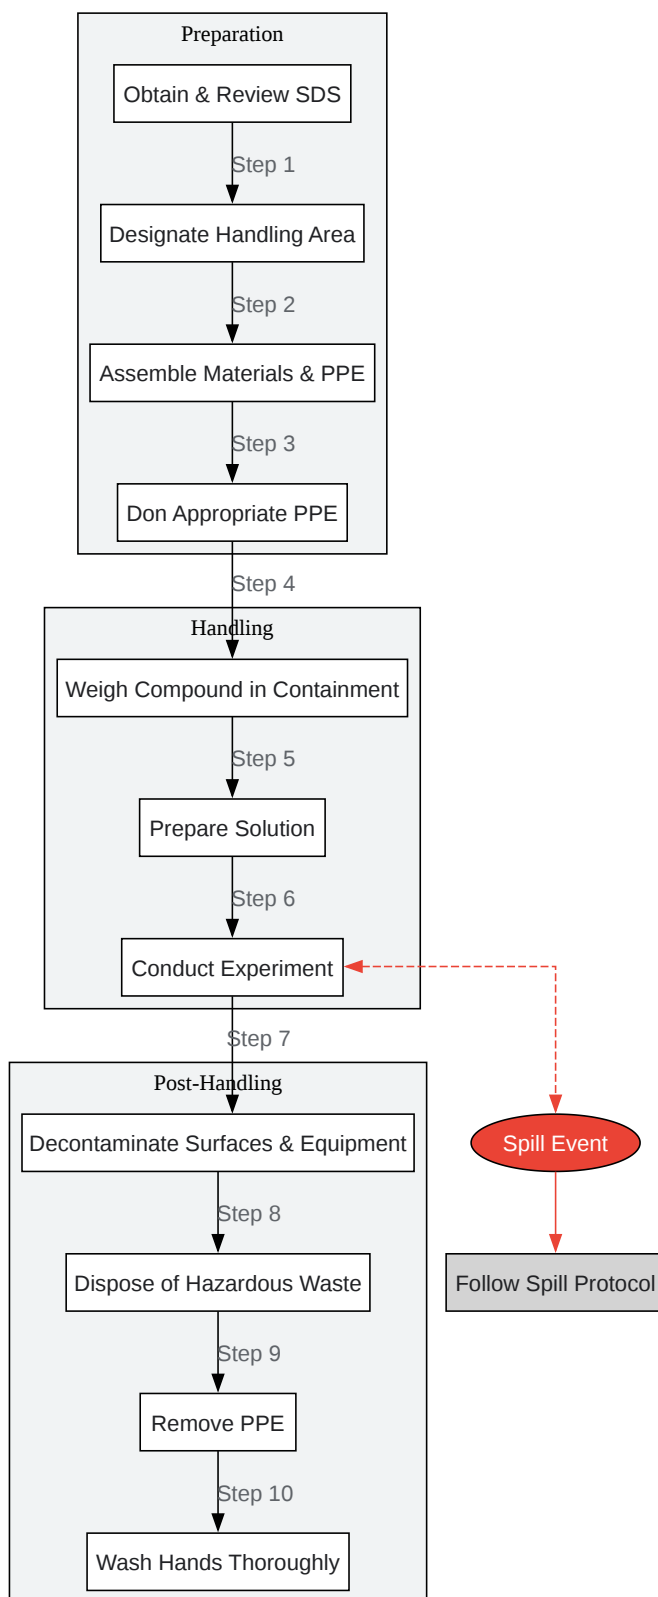 Preparation
Obtain & Review SDS
Step 1
Designate Handling Area
Step 2
Assemble Materials & PPE
Step 3
Don Appropriate PPE
Step 4
Handling
Weigh Compound in Containment
Step 5
Prepare Solution
Step 6
Conduct Experiment
Step 7
Post-Handling
Decontaminate Surfaces & Equipment
Spill Event
Step 8
Dispose of Hazardous Waste
Follow Spill Protocol
Step 9
Remove PPE
Step 10
Wash Hands Thoroughly